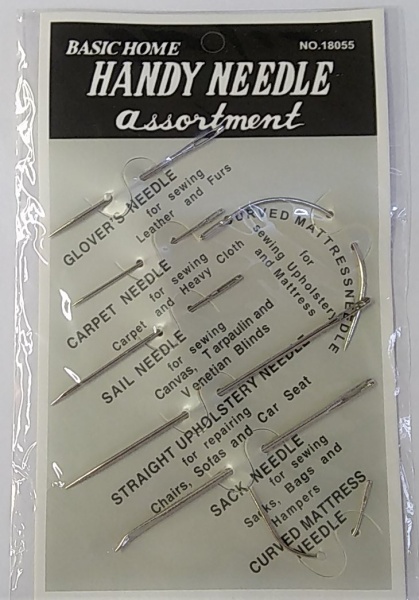 BASIC HOME
NO.18055
HANDY NEEDLE
assortment
GLOVER'S NEEDLE
for sewing
Leather and Furs
CURVED MATTRESSNEEDLE
for
sewing Upholstery
and Mattress
CARPET NEEDLE
for sewing
Carpet and Heavy Cloth
SAIL NEEDLE
for sewing
Canvas, Tarpaulin and
Venetian Blinds
STRAIGHT UPHOLSTERY NEEDLE
for repairing
Chairs, Sofas and Car Seat
SACK NEEDLE
for sewing
Sacks, Bags and
Hampers
CURVED MATTRESS
NEEDLE